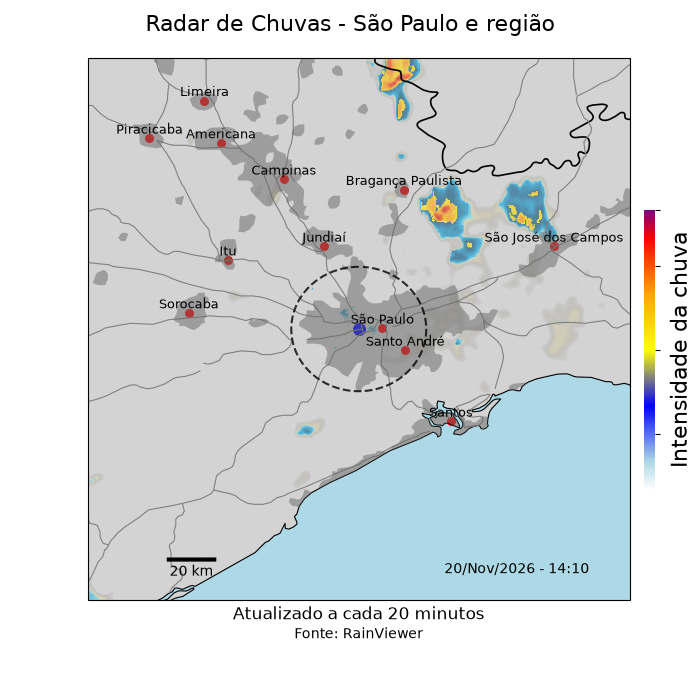 Radar de Chuvas - São Paulo e região
Limeira
Piracicaba
Americana
Campinas
Bragança Paulista
Jundiaí
São José dos Campos
Itu
Sorocaba
São Paulo
Santo André
Santos
Intensidade da chuva
20 km
20/Nov/2026 - 14:10
Atualizado a cada 20 minutos
Fonte: RainViewer